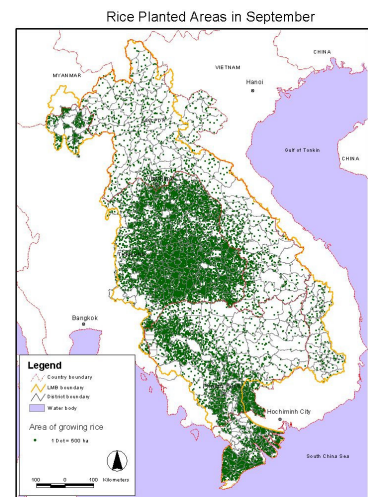 Rice Planted Areas in September
CHINA
VIETNAM
MYANMAR
Hanoi
Gulf of Tonkin
CHINA
Bangkok
Legend
Country boundary
LMB boundary
District boundary
Water body
Area of growing rice
1 Dot = 500 ha
100 0 100 Kilometers
Hochiminh City
South China Sea